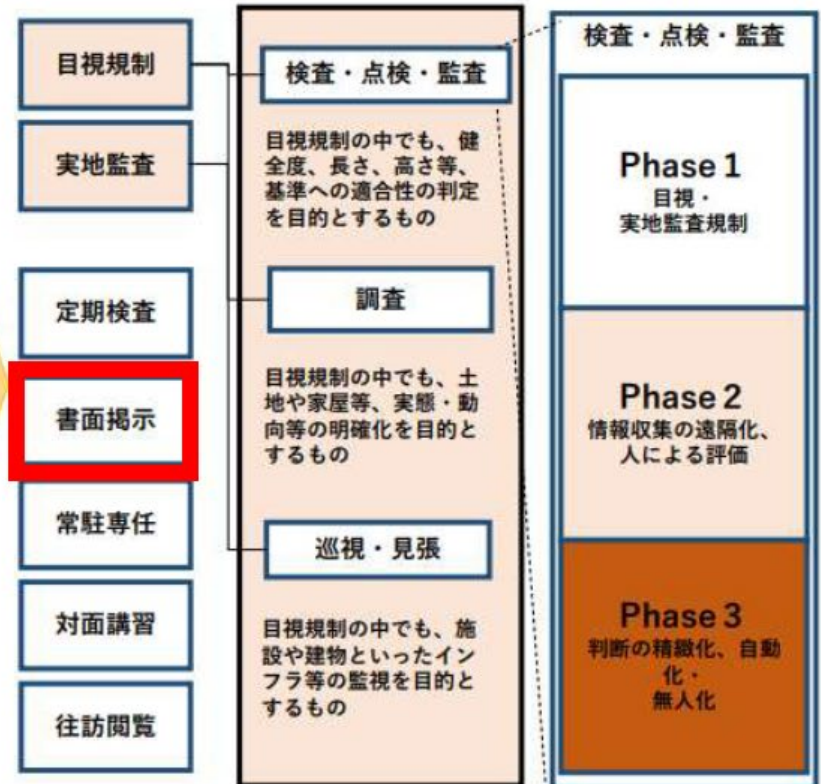 目視規制
実地監査
定期検査
書面掲示
常駐専任
対面講習
往訪閲覧
検査・点検・監査
目視規制の中でも、健
全度、長さ、高さ等、
基準への適合性の判定
を目的とするもの
調査
目視規制の中でも、土
地や家屋等、実態・動
向等の明確化を目的と
するもの
巡視・見張
目視規制の中でも、施
設や建物といったイン
フラ等の監視を目的と
するもの
検査・点検・監査
Phase 1
目視・
実地監査規制
Phase 2
情報収集の遠隔化、
人による評価
Phase 3
判断の精緻化、自動
化・
無人化